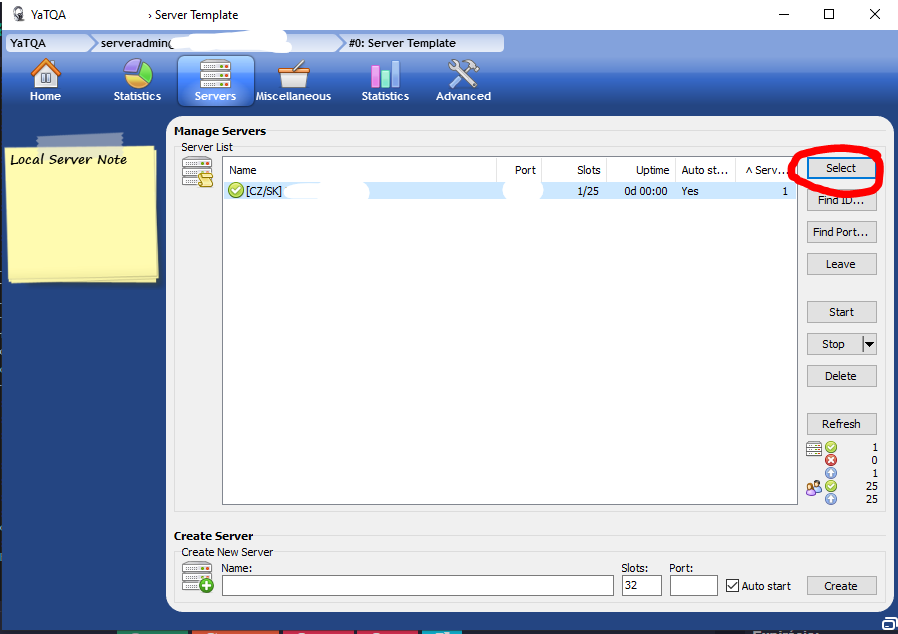 YaTQA › Server Template
YaTQA serveradmin #0: Server Template
Home Statistics Servers Miscellaneous Statistics Advanced
Local Server Note
Manage Servers
Server List
Name Port Slots Uptime Auto st... ∧ Serv...
[CZ/SK] 1/25 0d 00:00 Yes 1
Select
Find ID...
Find Port...
Leave
Start
Stop
Delete
Refresh
1
0
1
25
25
Create Server
Create New Server
Name: Slots: Port:
32 Auto start Create